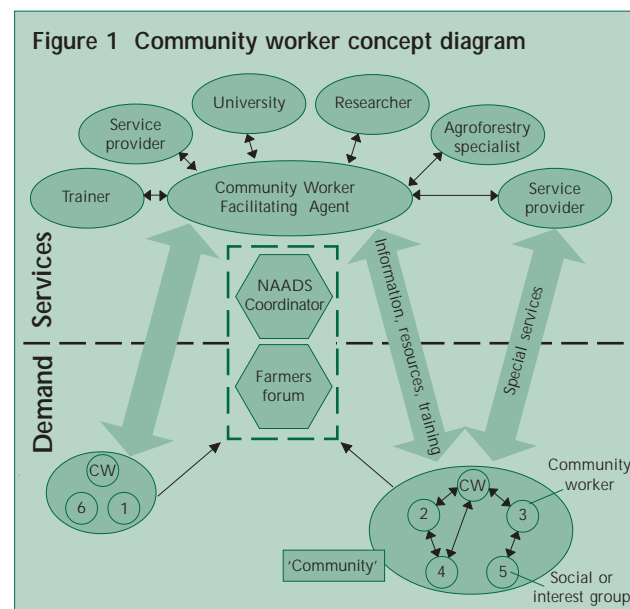 Figure 1 Community worker concept diagram
University
Researcher
Service
provider
Agroforestry
specialist
Trainer
Community Worker
Facilitating Agent
Service
provider
Services
NAADS
Coordinator
Information, resources, training
Special services
Demand
Farmers
forum
CW
6
1
CW
Community
worker
2
3
'Community'
4
5
Social or
interest group